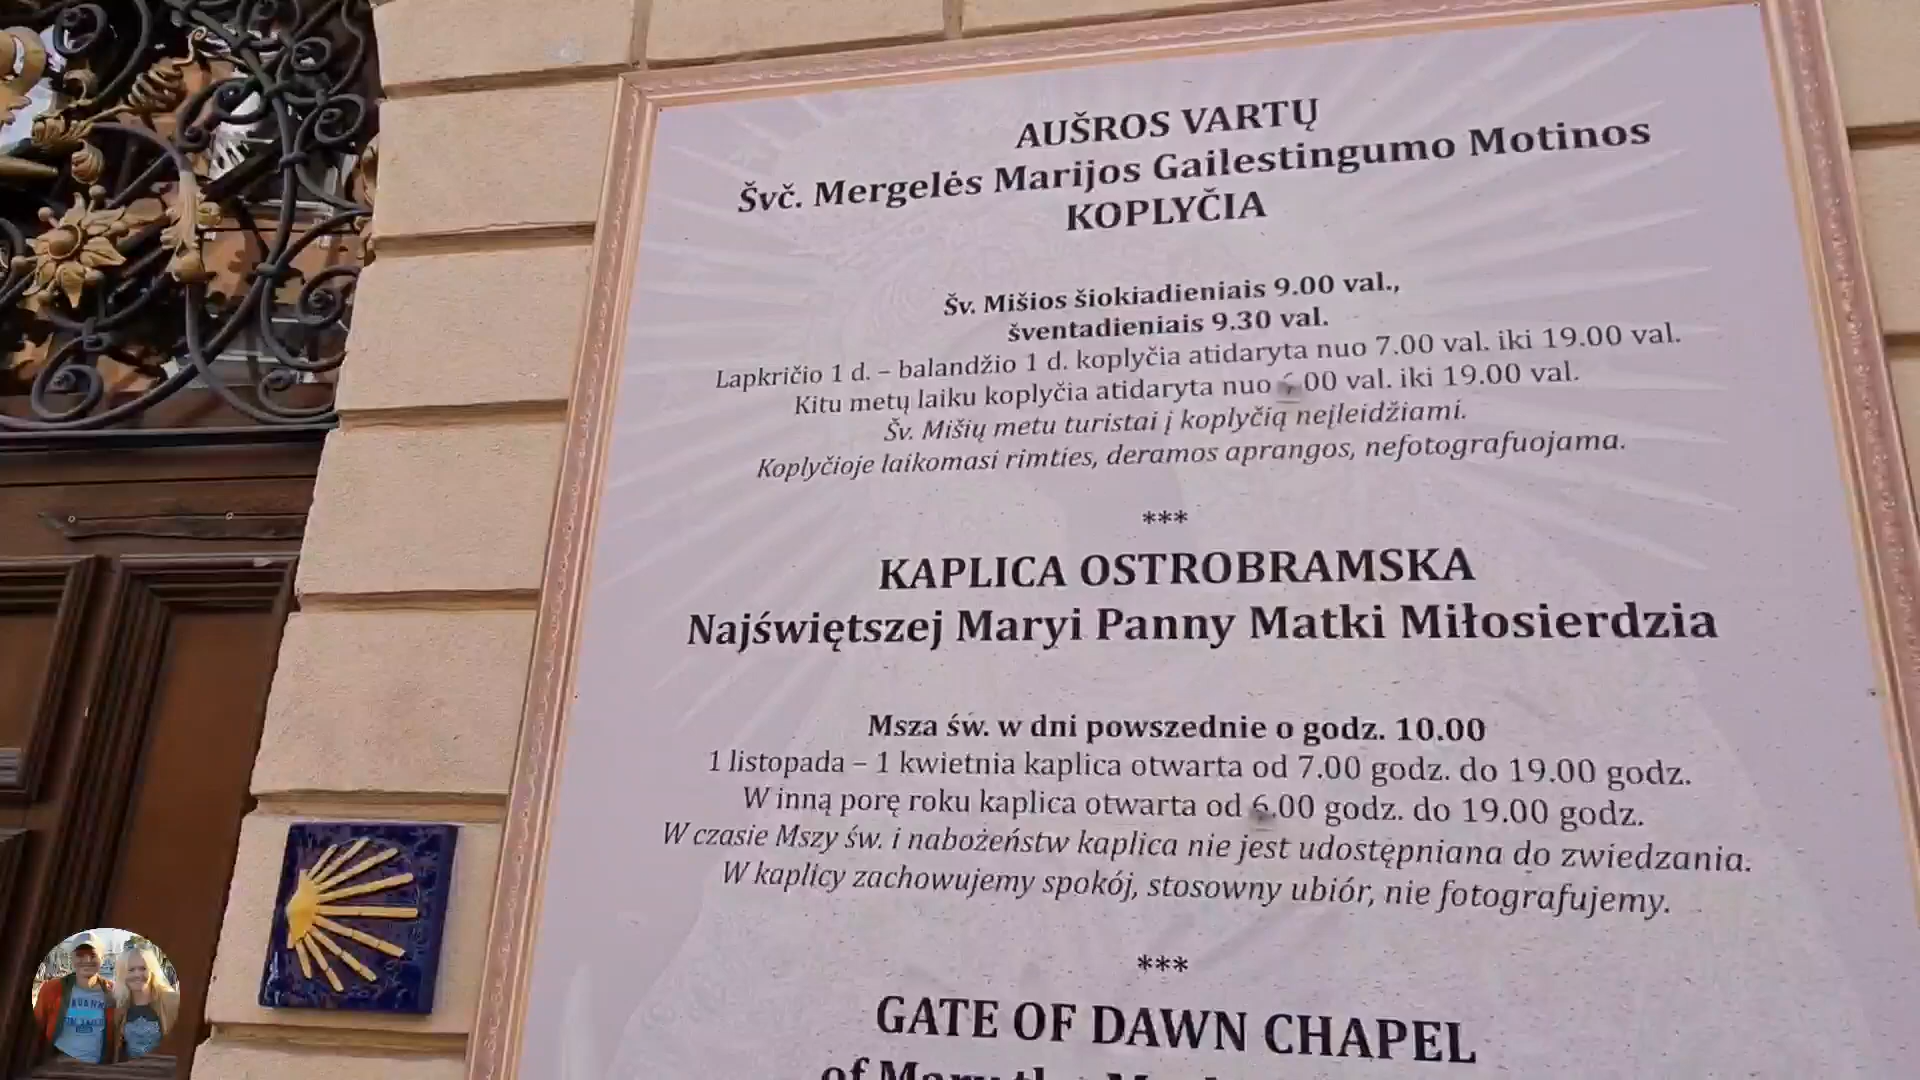 AUŠROS VARTŲ
Švč. Mergelės Marijos Gailestingumo Motinos
KOPLYČIA
Šv. Mišios šiokiadieniais 9.00 val.,
šventadieniais 9.30 val.
Lapkričio 1 d. – balandžio 1 d. koplyčia atidaryta nuo 7.00 val. iki 19.00 val.
Kitu metų laiku koplyčia atidaryta nuo .00 val. iki 19.00 val.
Šv. Mišių metu turistai į koplyčią neįleidžiami.
Koplyčioje laikomasi rimties, deramos aprangos, nefotografuojama.
***
KAPLICA OSTROBRAMSKA
Najświętszej Maryi Panny Matki Miłosierdzia
Msza św. w dni powszednie o godz. 10.00
1 listopada – 1 kwietnia kaplica otwarta od 7.00 godz. do 19.00 godz.
W inną porę roku kaplica otwarta od 6.00 godz. do 19.00 godz.
W czasie Mszy św. i nabożeństw kaplica nie jest udostępniana do zwiedzania.
W kaplicy zachowujemy spokój, stosowny ubiór, nie fotografujemy.
***
GATE OF DAWN CHAPEL
of Mary